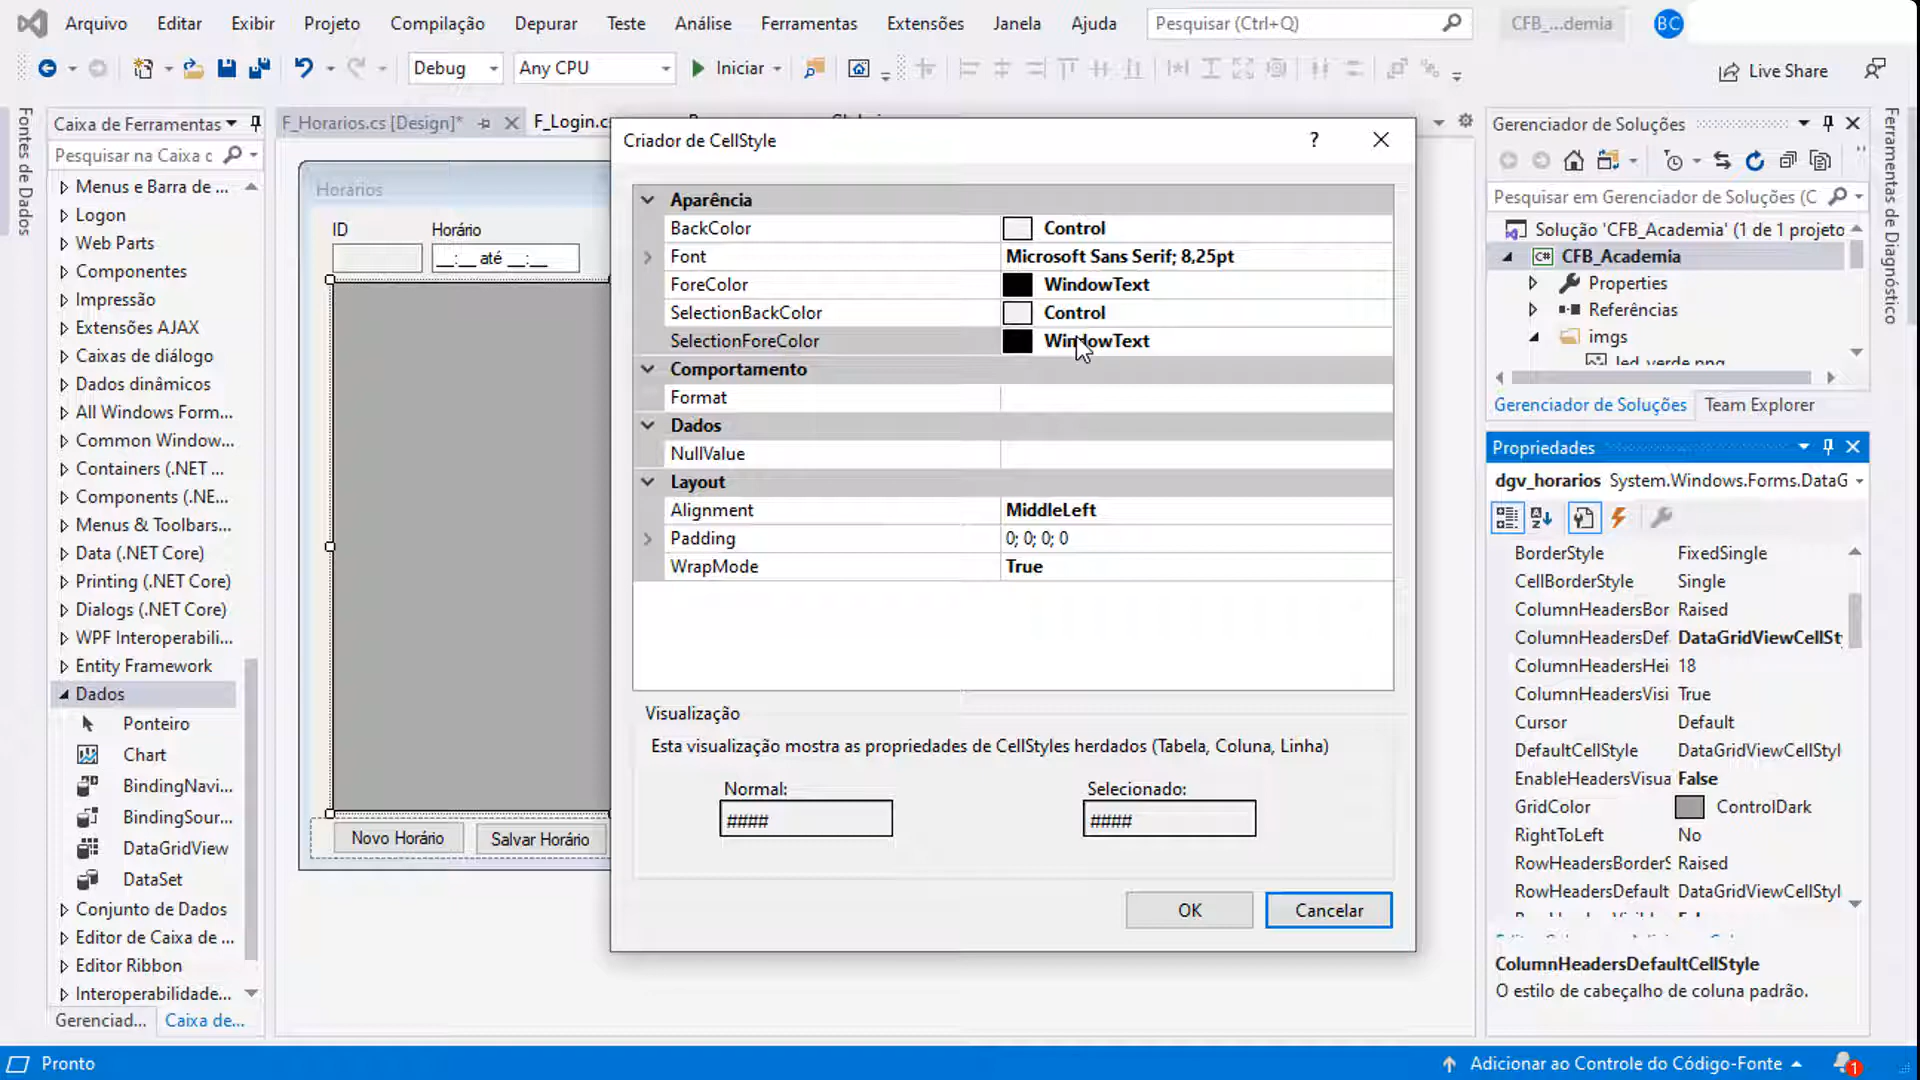 Arquivo Editar Exibir Projeto Compilação Depurar Teste Análise Ferramentas Extensões Janela Ajuda Pesquisar (Ctrl+Q) CFB_...demia BC
Debug Any CPU Iniciar Live Share
Fontes de Dados
Caixa de Ferramentas
Pesquisar na Caixa d
Menus e Barra de ...
Logon
Web Parts
Componentes
Impressão
Extensões AJAX
Caixas de diálogo
Dados dinâmicos
All Windows Form...
Common Window...
Containers (.NET ...
Components (.NE...
Menus & Toolbars...
Data (.NET Core)
Printing (.NET Core)
Dialogs (.NET Core)
WPF Interoperabili...
Entity Framework
Dados
Ponteiro
Chart
BindingNavi...
BindingSour...
DataGridView
DataSet
Conjunto de Dados
Editor de Caixa de ...
Editor Ribbon
Interoperabilidade...
Gerenciad... Caixa de...
F_Horarios.cs [Design]* F_Login.cs
Horários
ID Horário
__:__ até __:__
Novo Horário Salvar Horário
Criador de CellStyle ?
Aparência
BackColor Control
Font Microsoft Sans Serif; 8,25pt
ForeColor WindowText
SelectionBackColor Control
SelectionForeColor WindowText
Comportamento
Format
Dados
NullValue
Layout
Alignment MiddleLeft
Padding 0; 0; 0; 0
WrapMode True
Visualização
Esta visualização mostra as propriedades de CellStyles herdados (Tabela, Coluna, Linha)
Normal: Selecionado:
#### ####
OK Cancelar
Gerenciador de Soluções
Pesquisar em Gerenciador de Soluções (C
Solução 'CFB_Academia' (1 de 1 projeto
C# CFB_Academia
Properties
Referências
imgs
led_verde.png
Gerenciador de Soluções Team Explorer
Propriedades
dgv_horarios System.Windows.Forms.DataG
BorderStyle FixedSingle
CellBorderStyle Single
ColumnHeadersBor Raised
ColumnHeadersDef DataGridViewCellSt
ColumnHeadersHei 18
ColumnHeadersVisi True
Cursor Default
DefaultCellStyle DataGridViewCellStyl
EnableHeadersVisua False
GridColor ControlDark
RightToLeft No
RowHeadersBorderS Raised
RowHeadersDefault DataGridViewCellStyl
ColumnHeadersDefaultCellStyle
O estilo de cabeçalho de coluna padrão.
Ferramentas de Diagnóstico
Pronto Adicionar ao Controle do Código-Fonte 1